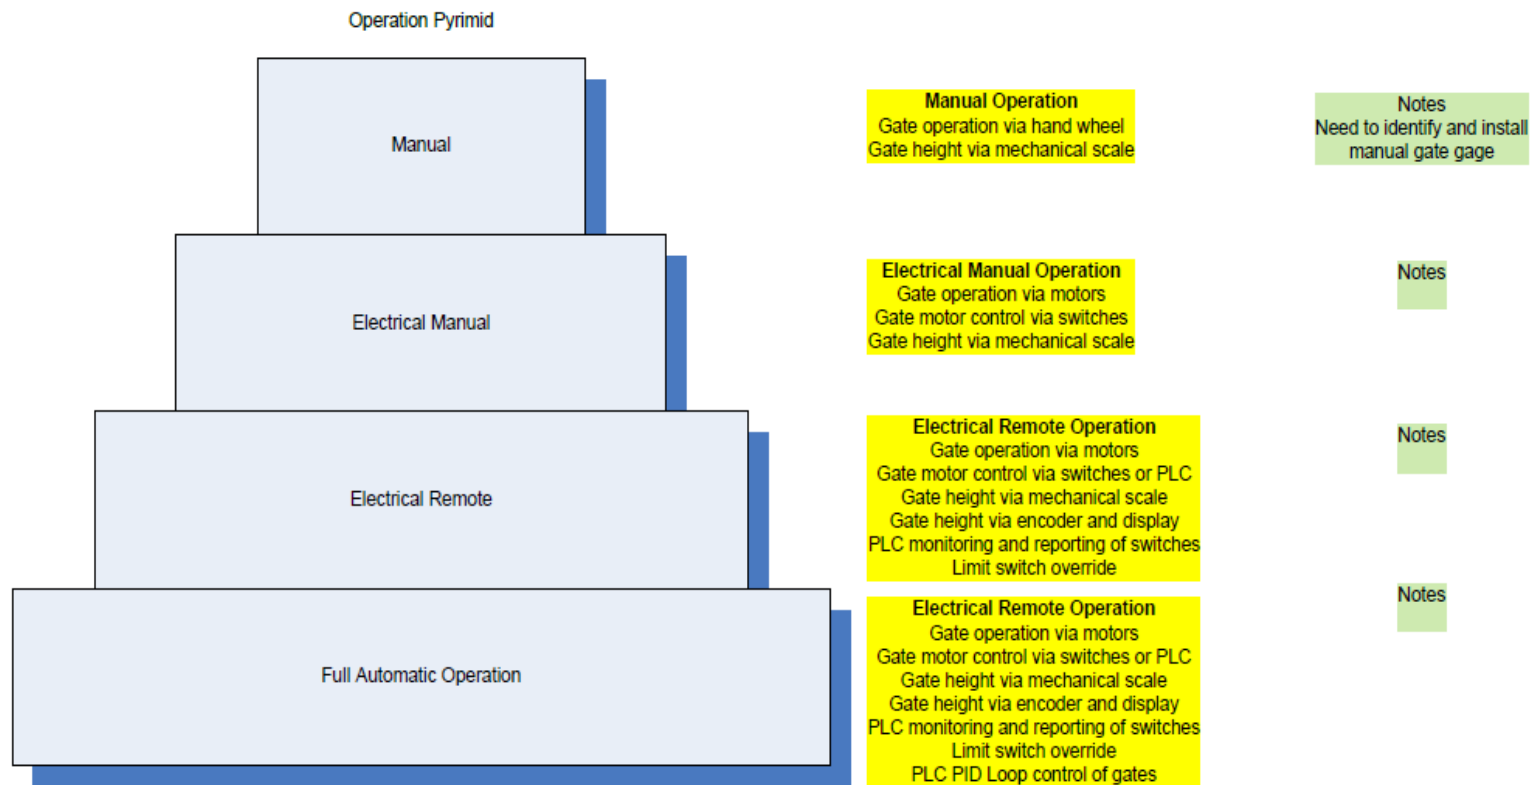 Operation Pyrimid
Manual
Manual Operation
Gate operation via hand wheel
Gate height via mechanical scale
Notes
Need to identify and install
manual gate gage
Electrical Manual
Electrical Manual Operation
Gate operation via motors
Gate motor control via switches
Gate height via mechanical scale
Notes
Electrical Remote
Electrical Remote Operation
Gate operation via motors
Gate motor control via switches or PLC
Gate height via mechanical scale
Gate height via encoder and display
PLC monitoring and reporting of switches
Limit switch override
Notes
Full Automatic Operation
Electrical Remote Operation
Gate operation via motors
Gate motor control via switches or PLC
Gate height via mechanical scale
Gate height via encoder and display
PLC monitoring and reporting of switches
Limit switch override
PLC PID Loop control of gates
Notes